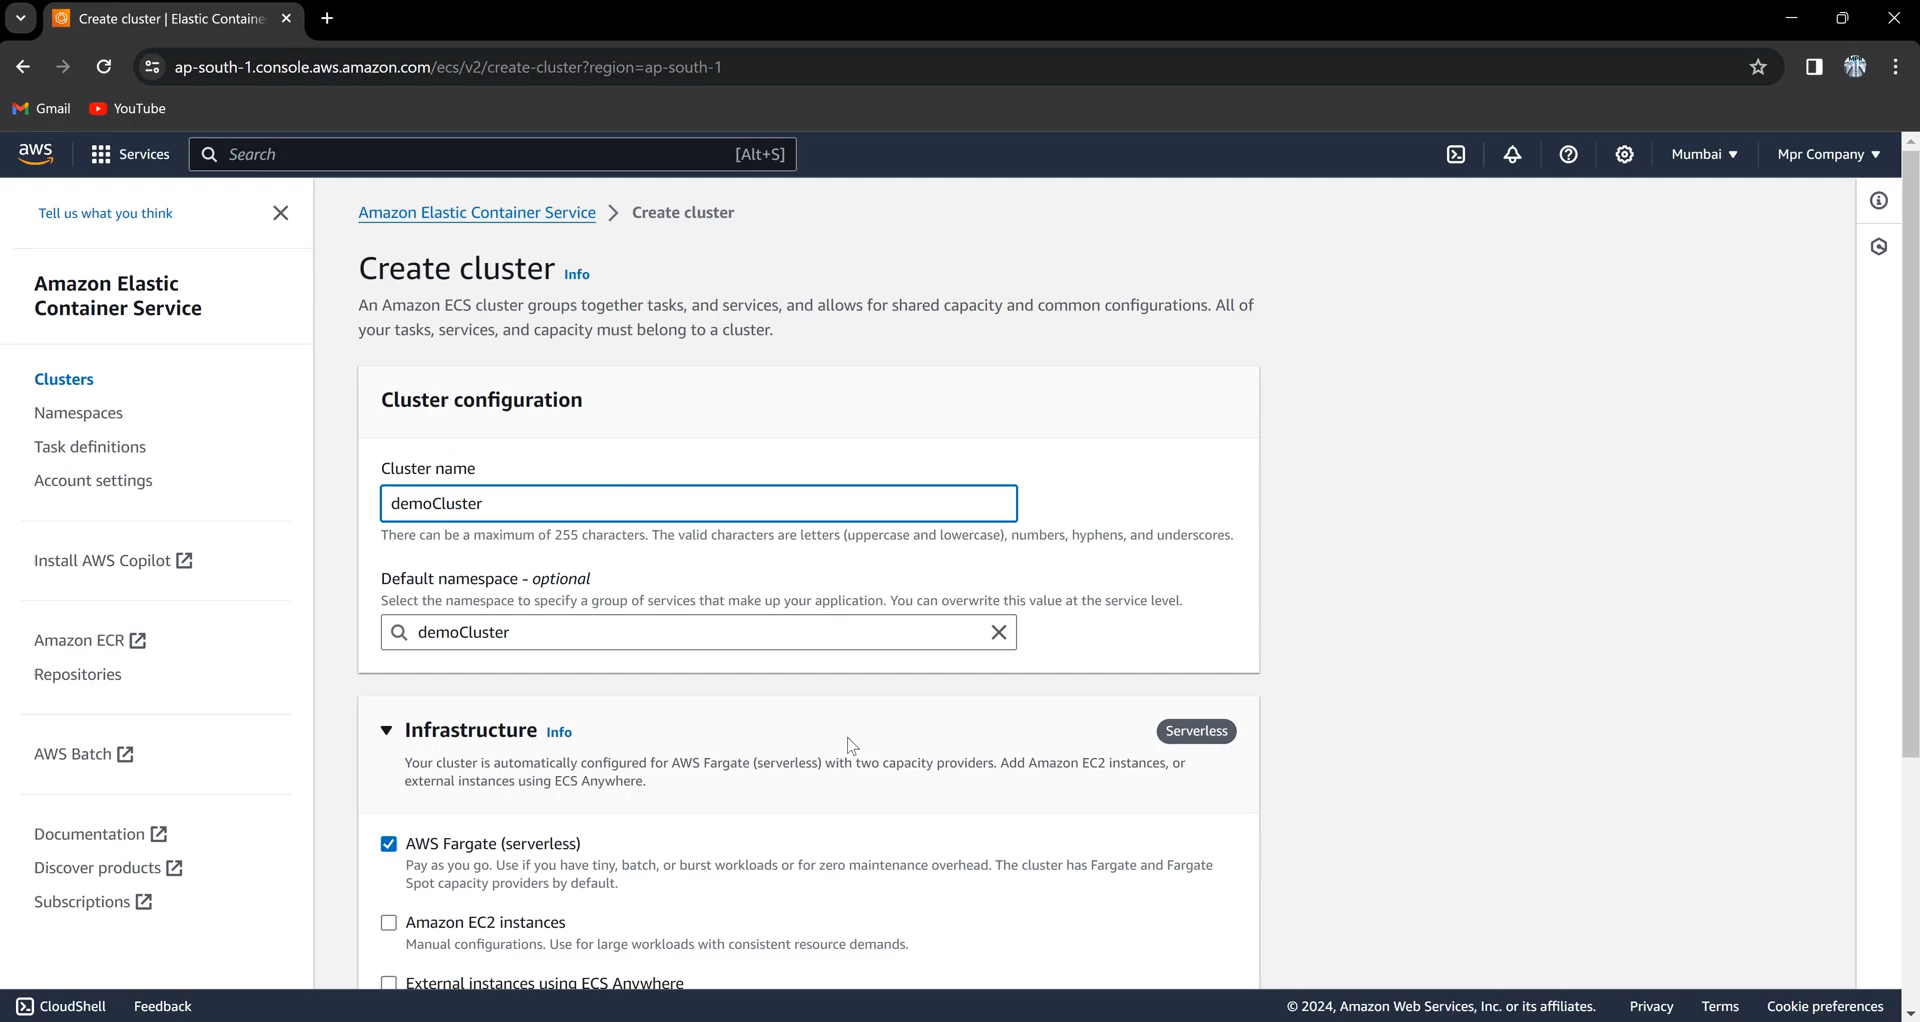 Create cluster | Elastic Containe
ap-south-1.console.aws.amazon.com/ecs/v2/create-cluster?region=ap-south-1
Gmail
YouTube
aws
Services
Search
[Alt+S]
Mumbai
Mpr Company
Tell us what you think
Amazon Elastic
Container Service
Clusters
Namespaces
Task definitions
Account settings
Install AWS Copilot
Amazon ECR
Repositories
AWS Batch
Documentation
Discover products
Subscriptions
Amazon Elastic Container Service > Create cluster
Create cluster Info
An Amazon ECS cluster groups together tasks, and services, and allows for shared capacity and common configurations. All of
your tasks, services, and capacity must belong to a cluster.
Cluster configuration
Cluster name
demoCluster
There can be a maximum of 255 characters. The valid characters are letters (uppercase and lowercase), numbers, hyphens, and underscores.
Default namespace - optional
Select the namespace to specify a group of services that make up your application. You can overwrite this value at the service level.
demoCluster
Infrastructure Info
Serverless
Your cluster is automatically configured for AWS Fargate (serverless) with two capacity providers. Add Amazon EC2 instances, or
external instances using ECS Anywhere.
AWS Fargate (serverless)
Pay as you go. Use if you have tiny, batch, or burst workloads or for zero maintenance overhead. The cluster has Fargate and Fargate
Spot capacity providers by default.
Amazon EC2 instances
Manual configurations. Use for large workloads with consistent resource demands.
External instances using ECS Anywhere
CloudShell
Feedback
© 2024, Amazon Web Services, Inc. or its affiliates.
Privacy
Terms
Cookie preferences